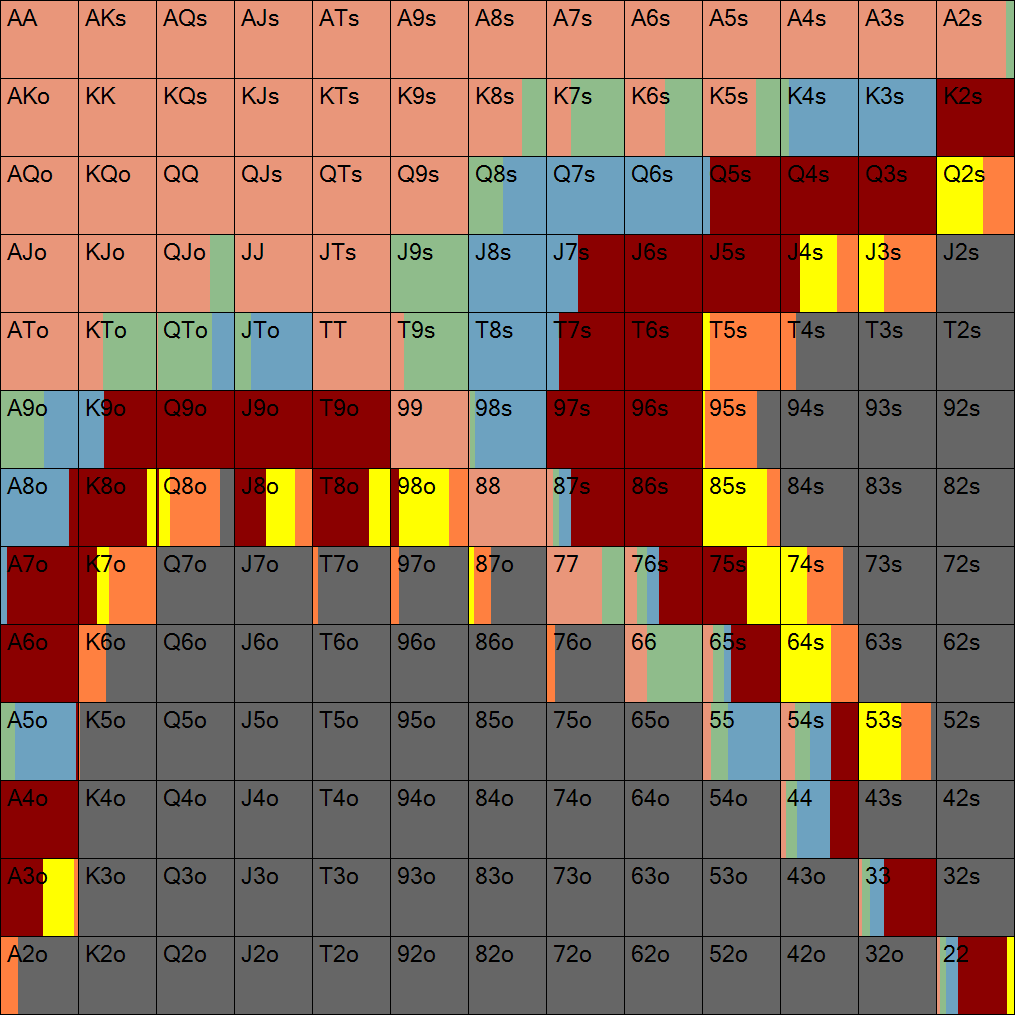 AA AKs AQs AJs ATs A9s A8s A7s A6s A5s A4s A3s A2s
AKo KK KQs KJs KTs K9s K8s K7s K6s K5s K4s K3s K2s
AQo KQo QQ QJs QTs Q9s Q8s Q7s Q6s Q5s Q4s Q3s Q2s
AJo KJo QJo JJ JTs J9s J8s J7s J6s J5s J4s J3s J2s
ATo KTo QTo JTo TT T9s T8s T7s T6s T5s T4s T3s T2s
A9o K9o Q9o J9o T9o 99 98s 97s 96s 95s 94s 93s 92s
A8o K8o Q8o J8o T8o 98o 88 87s 86s 85s 84s 83s 82s
A7o K7o Q7o J7o T7o 97o 87o 77 76s 75s 74s 73s 72s
A6o K6o Q6o J6o T6o 96o 86o 76o 66 65s 64s 63s 62s
A5o K5o Q5o J5o T5o 95o 85o 75o 65o 55 54s 53s 52s
A4o K4o Q4o J4o T4o 94o 84o 74o 64o 54o 44 43s 42s
A3o K3o Q3o J3o T3o 93o 83o 73o 63o 53o 43o 33 32s
A2o K2o Q2o J2o T2o 92o 82o 72o 62o 52o 42o 32o 22